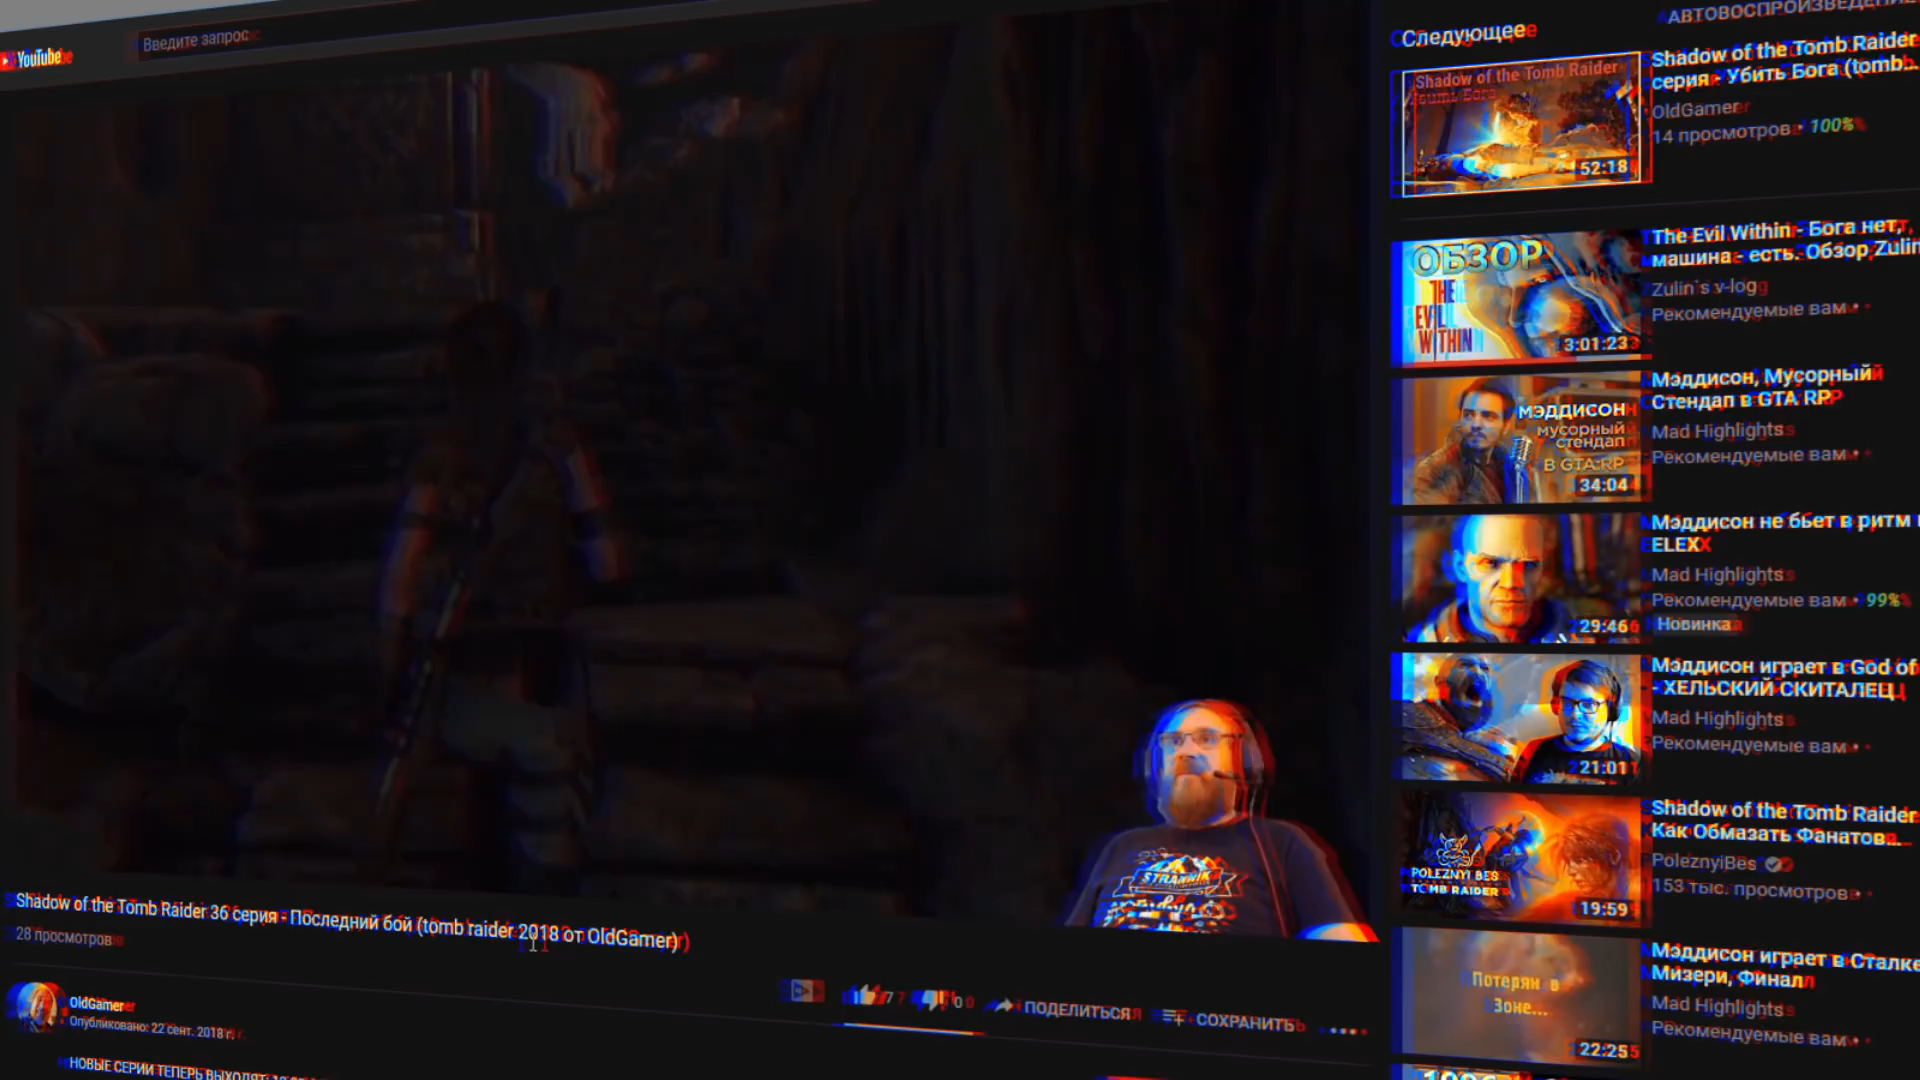 YouTube
Введите запрос
Следующее
АВТОВОСПРОИЗВЕДЕНИЕ
Shadow of the Tomb Raider
52:18
Shadow of the Tomb Raider
серия - Убить Бога (tomb...
OldGamer
14 просмотров • 100%
ОБЗОР
THE
EVIL
WITHIN
3:01:23
The Evil Within - Бога нет,
машина - есть. Обзор Zulin
Zulin`s v-log
Рекомендуемые вам •
МЭДДИСОН
МУСОРНЫЙ
СТЕНДАП
В GTA:RP
34:04
Мэддисон, Мусорный
Стендап в GTA RP
Mad Highlights
Рекомендуемые вам •
29:46
Мэддисон не бьет в ритм
ELEX
Mad Highlights
Рекомендуемые вам • 99%
Новинка
21:01
Мэддисон играет в God of
- ХЕЛЬСКИЙ СКИТАЛЕЦ
Mad Highlights
Рекомендуемые вам •
POLEZNYI BES
TOMB RAIDER
19:59
Shadow of the Tomb Raider
Как Обмазать Фанатов...
PoleznyiBes
153 тыс. просмотров •
Потерян в
Зоне...
22:25
Мэддисон играет в Сталке
Мизери, Финал
Mad Highlights
Рекомендуемые вам •
STRANNIK
Shadow of the Tomb Raider 36 серия - Последний бой (tomb raider 2018 от OldGamer)
28 просмотров
7
0
ПОДЕЛИТЬСЯ
СОХРАНИТЬ
OldGamer
Опубликовано: 22 сент. 2018 г.
НОВЫЕ СЕРИИ ТЕПЕРЬ ВЫХОДЯТ: